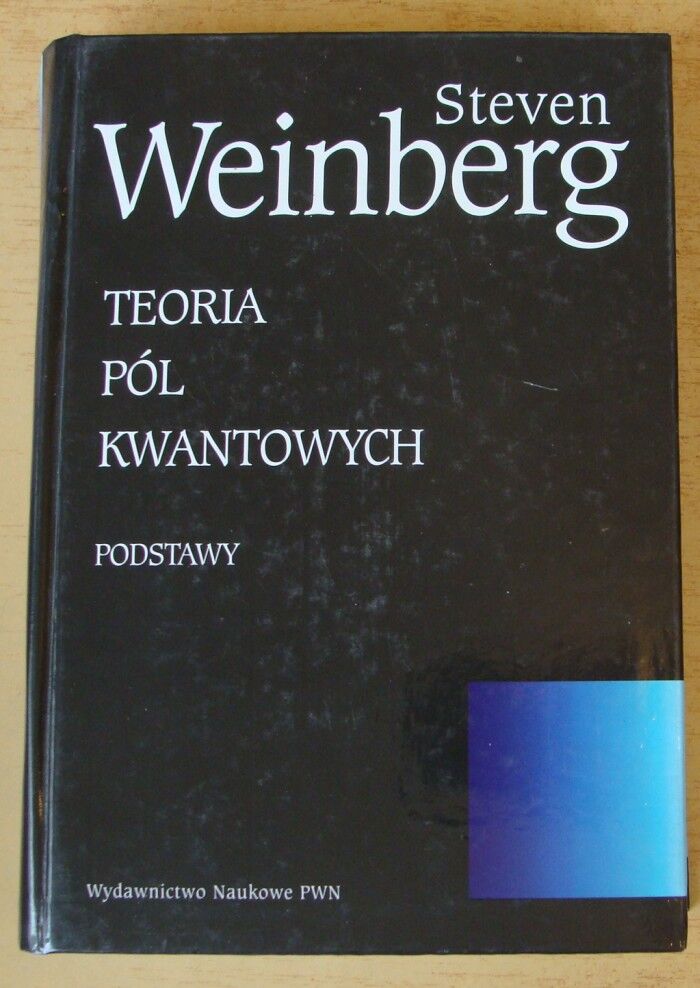 Steven
Weinberg
TEORIA
PÓL
KWANTOWYCH
PODSTAWY
Wydawnictwo Naukowe PWN